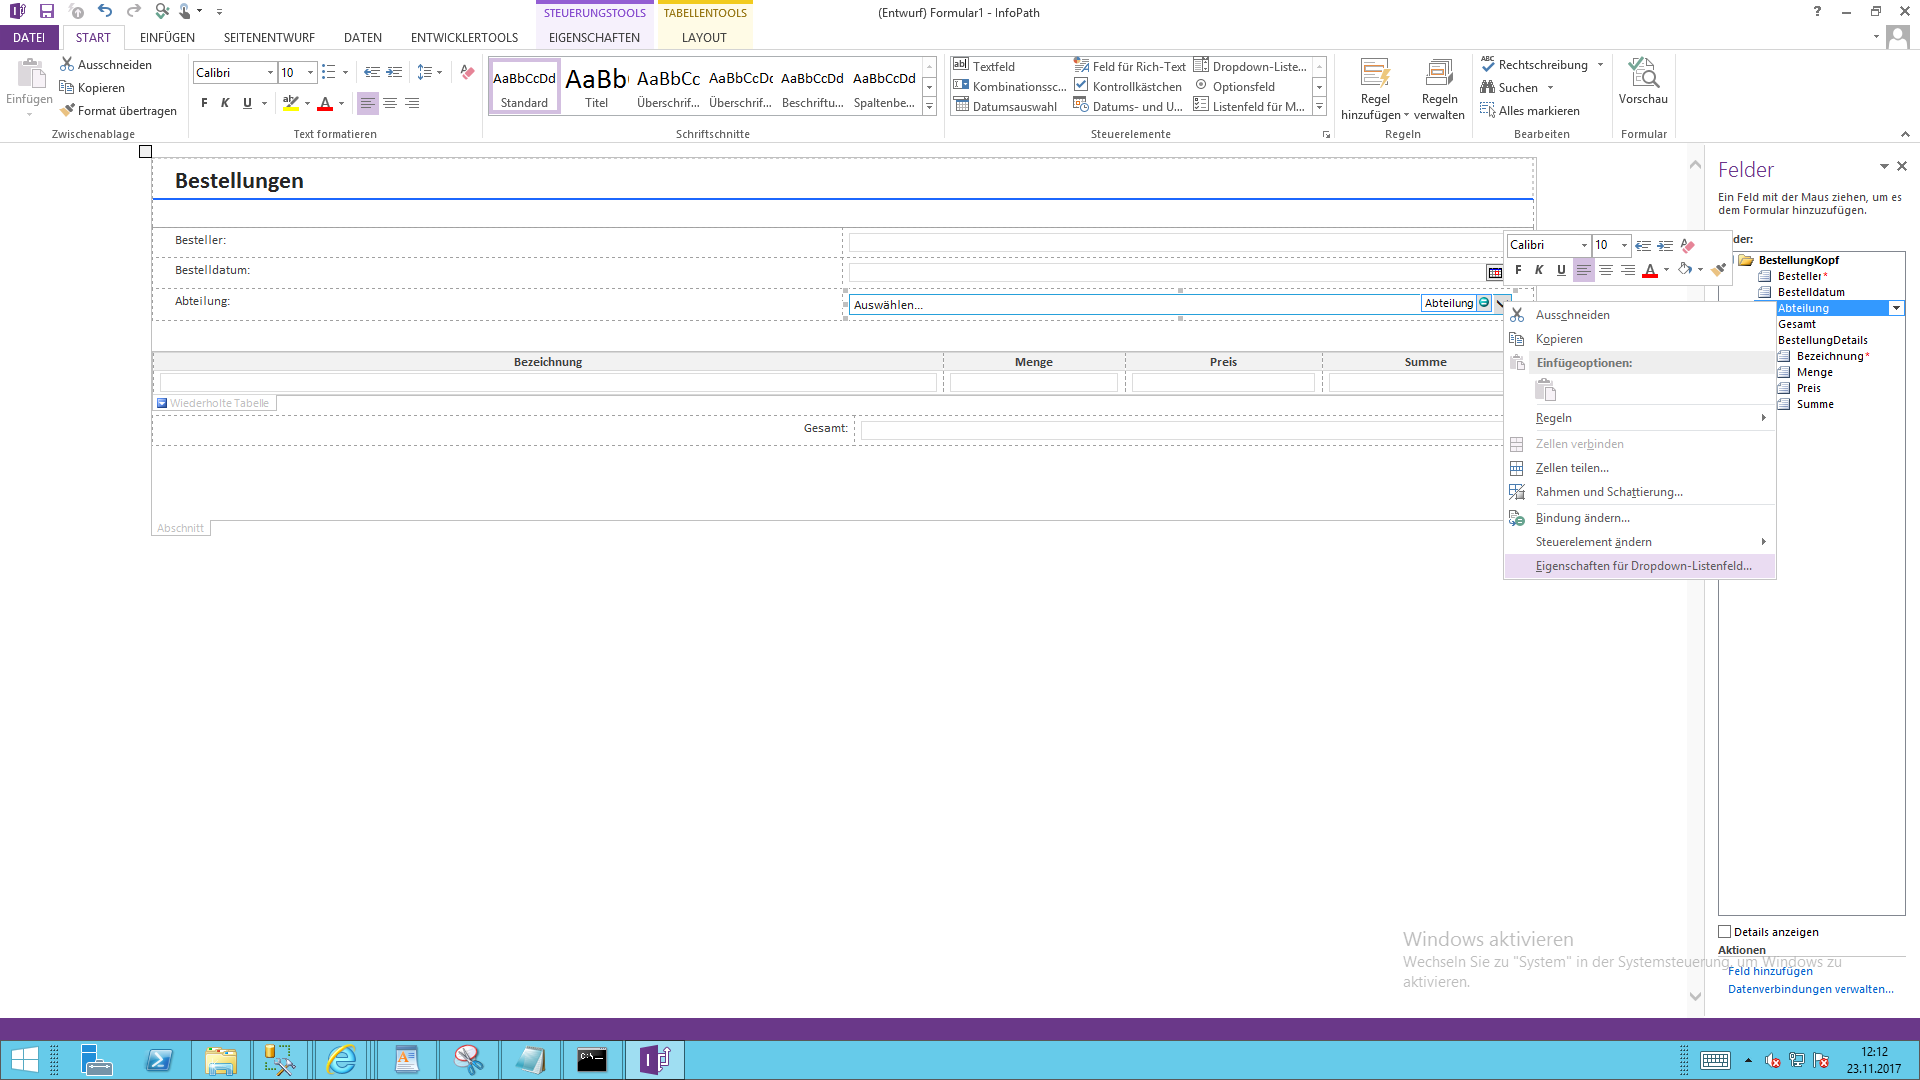 STEUERUNGSTOOLS
TABELLENTOOLS
(Entwurf) Formular1 - InfoPath
DATEI
START
EINFÜGEN
SEITENENTWURF
DATEN
ENTWICKLERTOOLS
EIGENSCHAFTEN
LAYOUT
Einfügen
Ausschneiden
Kopieren
Format übertragen
Zwischenablage
Calibri
10
F K U
Text formatieren
AaBbCcDd
Standard
AaBb
Titel
AaBbCc
Überschrif...
AaBbCcDc
Überschrif...
AaBbCcDd
Beschriftu...
AaBbCcDd
Spaltenbe...
Schriftschnitte
Textfeld
Kombinationssc...
Datumsauswahl
Feld für Rich-Text
Kontrollkästchen
Datums- und U...
Dropdown-Liste...
Optionsfeld
Listenfeld für M...
Steuerelemente
Regel
hinzufügen
Regeln
verwalten
Regeln
Rechtschreibung
Suchen
Alles markieren
Bearbeiten
Vorschau
Formular
Bestellungen
Besteller:
Bestelldatum:
Abteilung:
Auswählen...
Abteilung
Bezeichnung
Menge
Preis
Summe
Wiederholte Tabelle
Gesamt:
Abschnitt
Calibri
10
F K U
Ausschneiden
Kopieren
Einfügeoptionen:
Regeln
Zellen verbinden
Zellen teilen...
Rahmen und Schattierung...
Bindung ändern...
Steuerelement ändern
Eigenschaften für Dropdown-Listenfeld...
Felder
Ein Feld mit der Maus ziehen, um es
dem Formular hinzuzufügen.
der:
BestellungKopf
Besteller*
Bestelldatum
Abteilung
Gesamt
BestellungDetails
Bezeichnung*
Menge
Preis
Summe
Details anzeigen
Aktionen
Feld hinzufügen
Datenverbindungen verwalten...
Windows aktivieren
Wechseln Sie zu "System" in der Systemsteuerung, um Windows zu
aktivieren.
12:12
23.11.2017